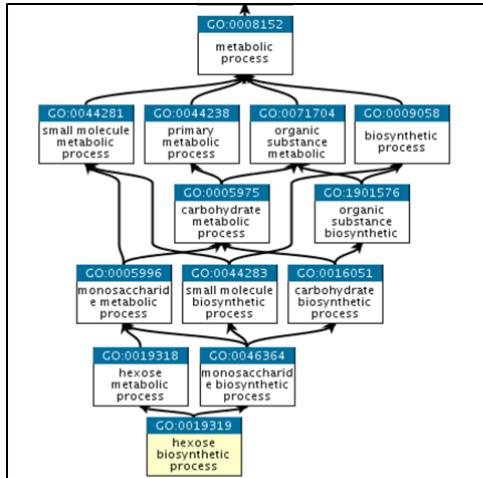 GO:0008152
metabolic
process
GO:0044281
small molecule
metabolic
process
GO:0044238
primary
metabolic
process
GO:0071704
organic
substance
metabolic
GO:0009058
biosynthetic
process
GO:0005975
carbohydrate
metabolic
process
GO:1901576
organic
substance
biosynthetic
GO:0005996
monosaccharid
e metabolic
process
GO:0044283
small molecule
biosynthetic
process
GO:0016051
carbohydrate
biosynthetic
process
GO:0019318
hexose
metabolic
process
GO:0046364
monosaccharid
e biosynthetic
process
GO:0019319
hexose
biosynthetic
process